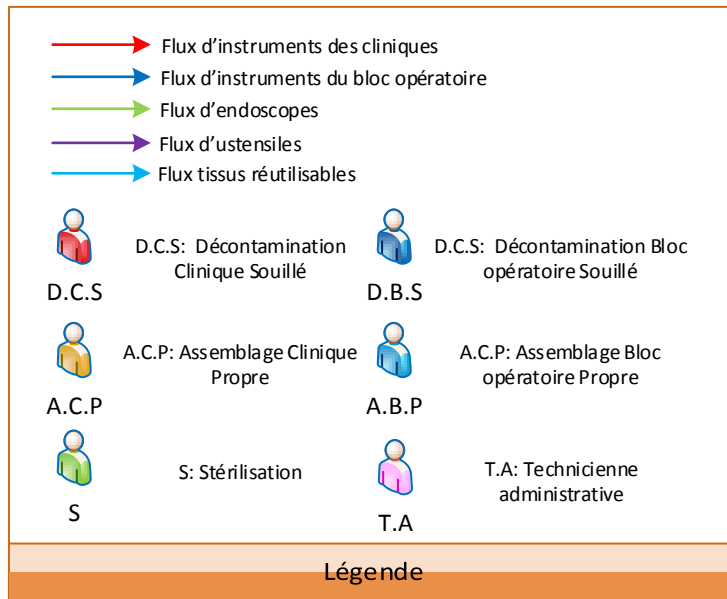 Flux d'instruments des cliniques
Flux d'instruments du bloc opératoire
Flux d'endoscopes
Flux d'ustensiles
Flux tissus réutilisables
D.C.S: Décontamination
Clinique Souillé
D.C.S
D.C.S: Décontamination Bloc
opératoire Souillé
D.B.S
A.C.P: Assemblage Clinique
Propre
A.C.P
A.C.P: Assemblage Bloc
opératoire Propre
A.B.P
S: Stérilisation
S
T.A: Technicienne
administrative
T.A
Légende